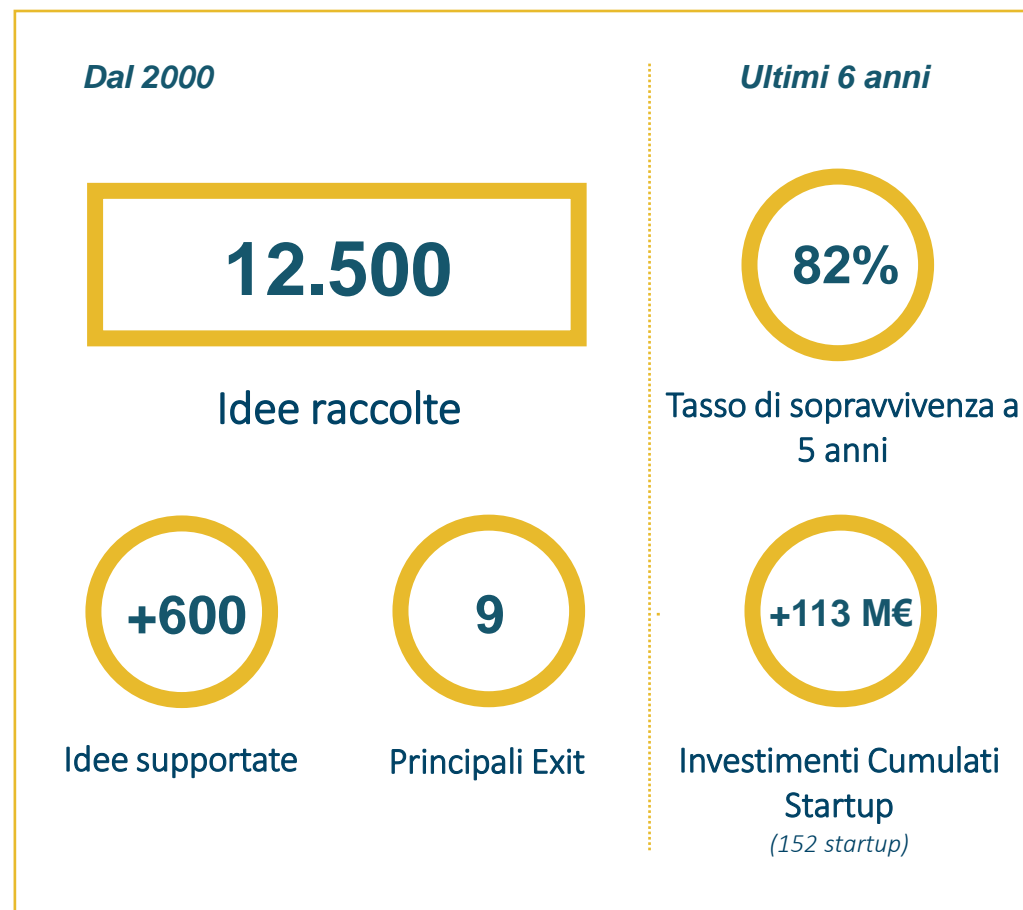 Dal 2000
12.500
Idee raccolte
+600
Idee supportate
9
Principali Exit
Ultimi 6 anni
82%
Tasso di sopravvivenza a
5 anni
+113 M€
Investimenti Cumulati
Startup
(152 startup)